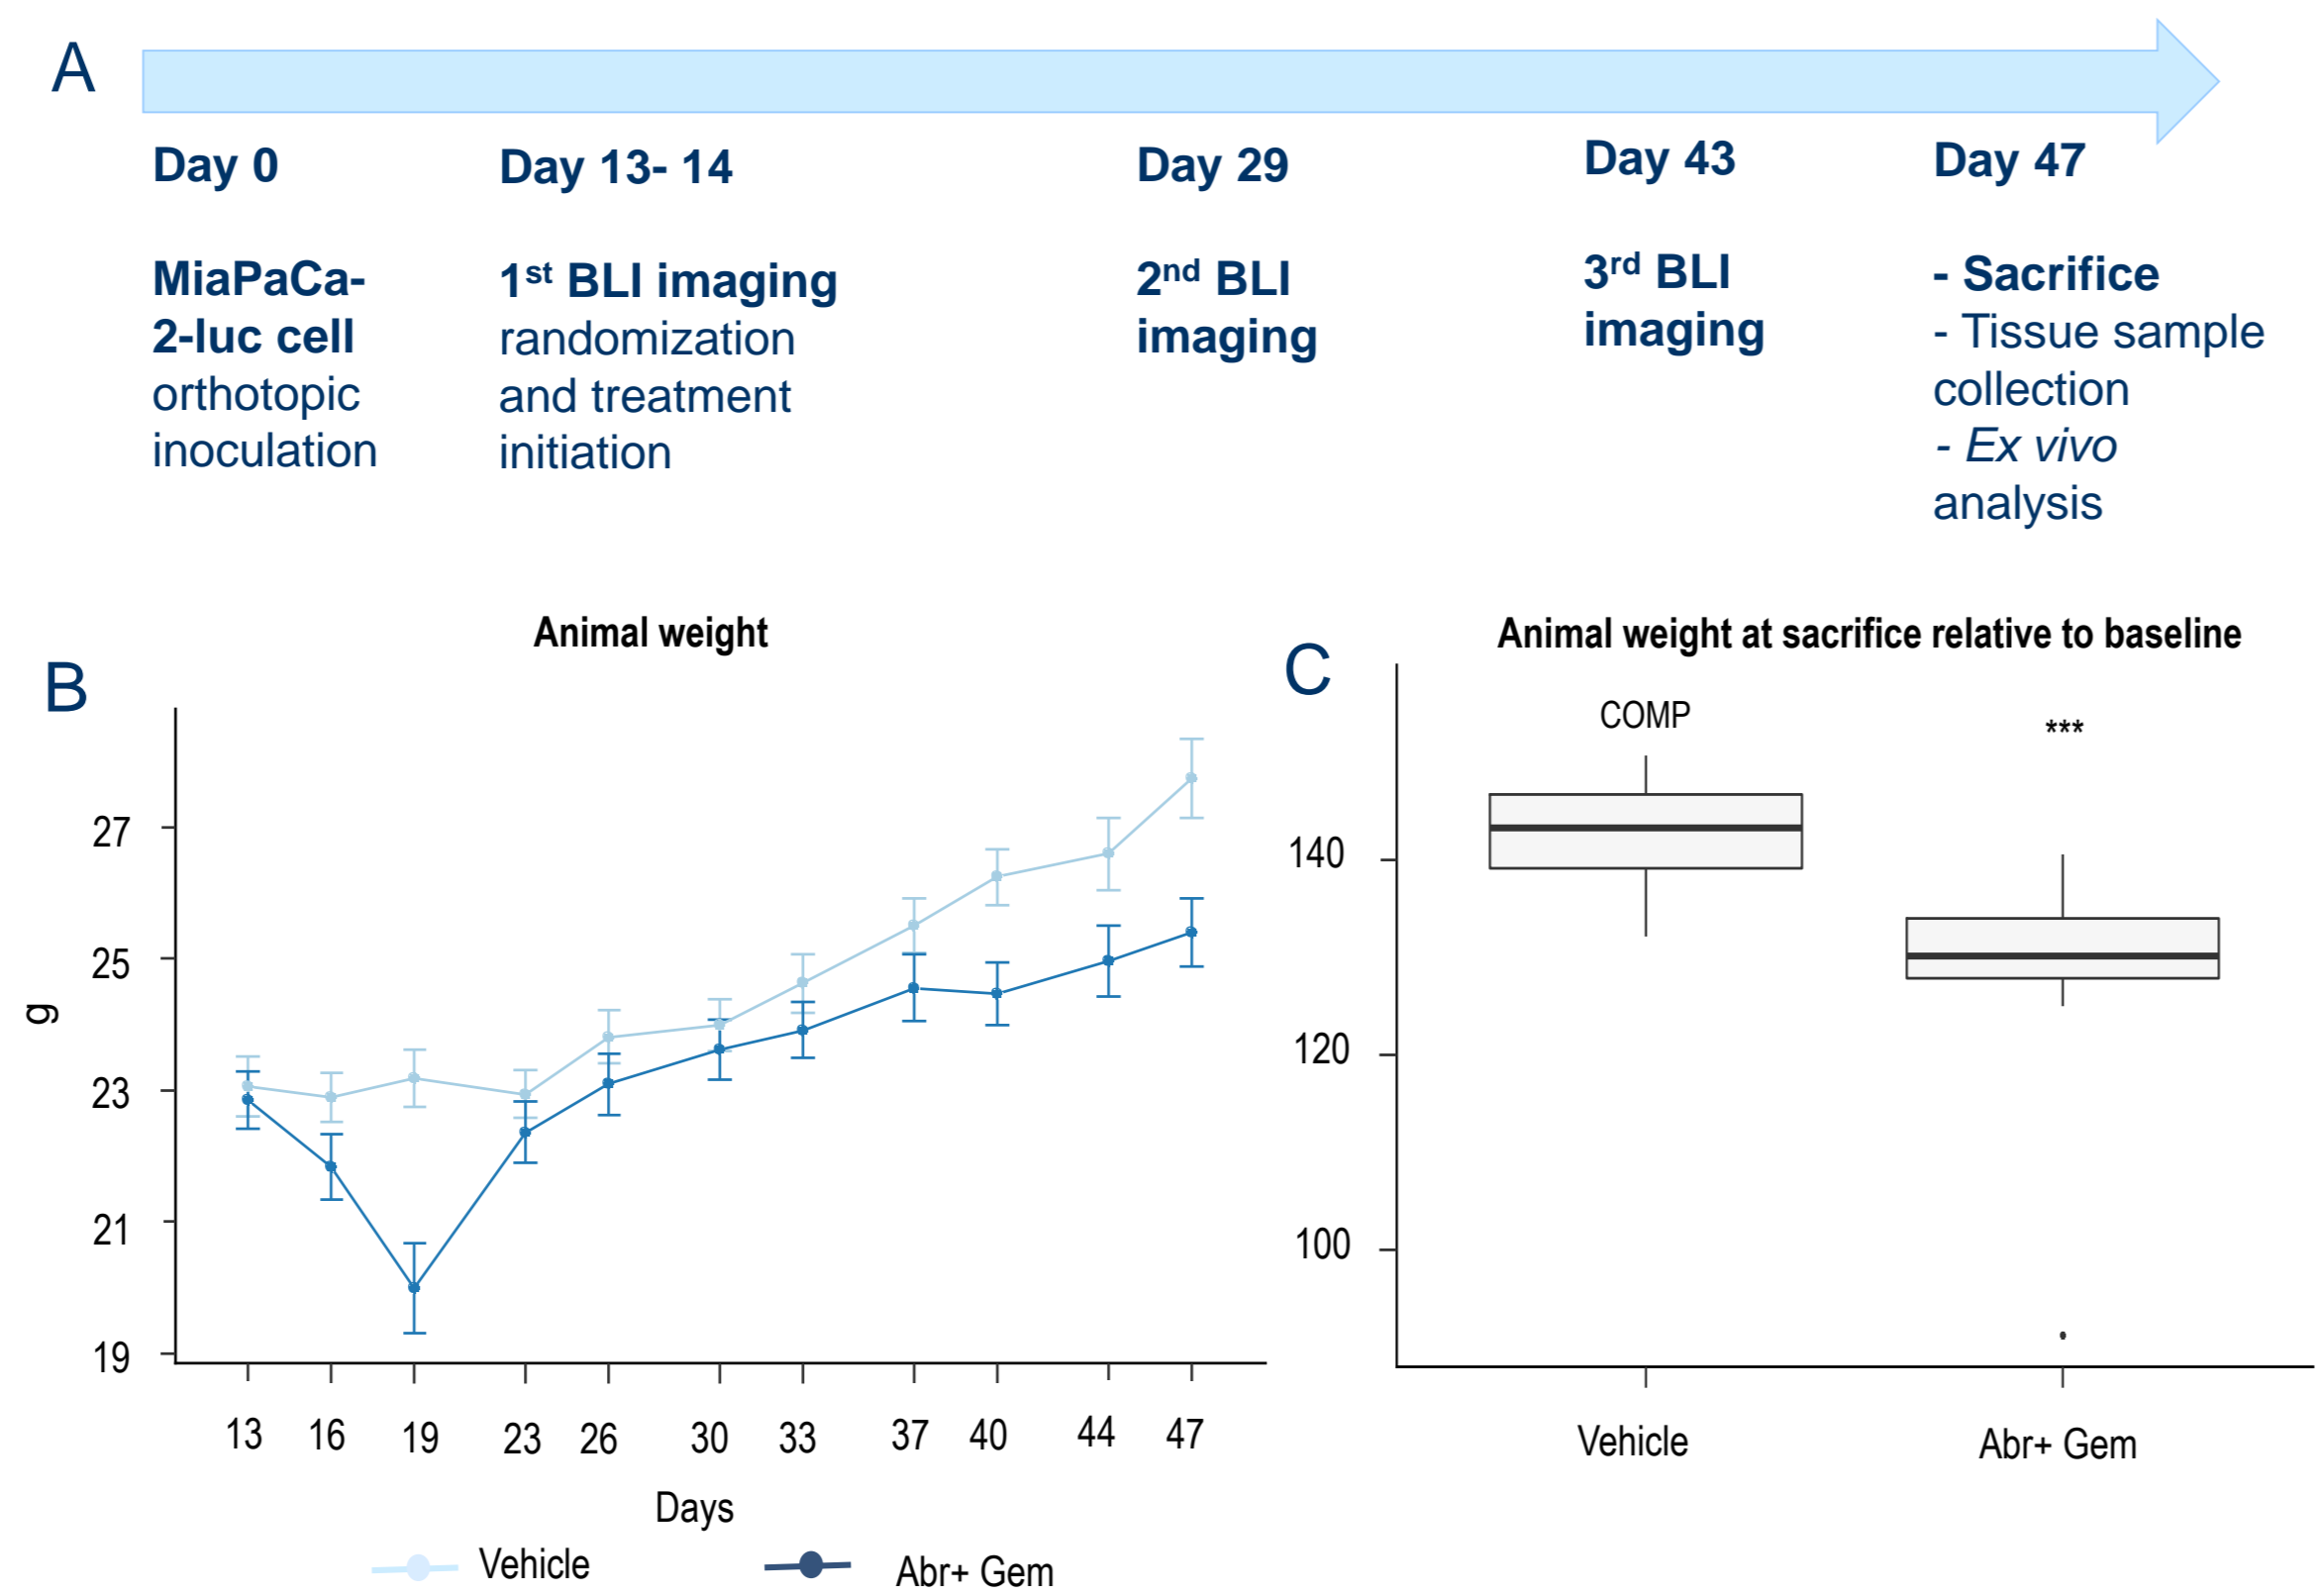 A
Day 0
MiaPaCa-
2-luc cell
orthotopic
inoculation
Day 13- 14
1st BLI imaging
randomization
and treatment
initiation
Day 29
2nd BLI
imaging
Day 43
3rd BLI
imaging
Day 47
- Sacrifice
- Tissue sample
collection
- Ex vivo
analysis
B
Animal weight
g
27
25
23
21
19
13 16 19 23 26 30 33 37 40 44 47
Days
Vehicle
Abr+ Gem
C
Animal weight at sacrifice relative to baseline
COMP
***
140
120
100
Vehicle
Abr+ Gem